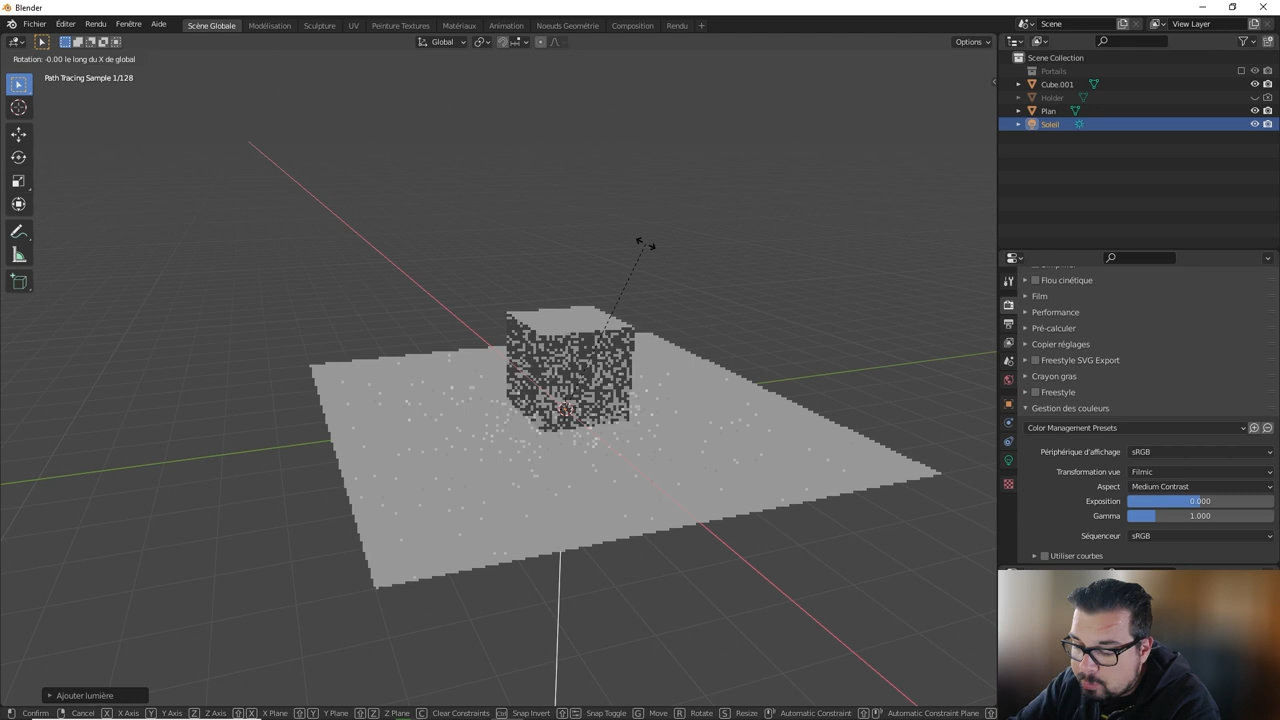 Blender
Fichier Éditer Rendu Fenêtre Aide Scène Globale Modélisation Sculpture UV Peinture Textures Matériaux Animation Noeuds Geométrie Composition Rendu + Scene View Layer
Global Options
Rotation: -0.00 le long du X de global
Path Tracing Sample 1/128
Scene Collection
Portails
Cube.001
Holder
Plan
Soleil
Flou cinétique
Film
Performance
Pré-calculer
Copier réglages
Freestyle SVG Export
Crayon gras
Freestyle
Gestion des couleurs
Color Management Presets
Périphérique d'affichage sRGB
Transformation vue Filmic
Aspect Medium Contrast
Exposition 0.000
Gamma 1.000
Séquenceur sRGB
Utiliser courbes
Ajouter lumière
Confirm Cancel X X Axis Y Y Axis Z Z Axis X X Plane Y Y Plane Z Z Plane C Clear Constraints Snap Invert Snap Toggle G Move R Rotate S Resize Automatic Constraint Automatic Constraint Plane